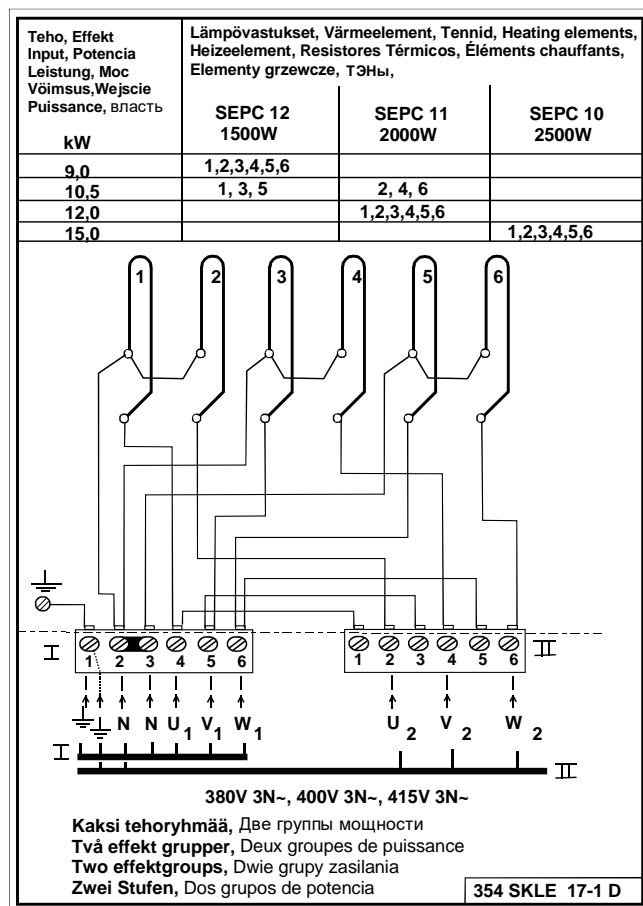 Teho, Effekt
Input, Potencia
Leistung, Moc
Vöimsus,Wejscie
Puissance, власть
kW
Lämpövastukset, Värmeelement, Tennid, Heating elements,
Heizeelement, Resistores Térmicos, Éléments chauffants,
Elementy grzewcze, ТЭНы,
SEPC 12 SEPC 11 SEPC 10
1500W 2000W 2500W
9,0 1,2,3,4,5,6
10,5 1, 3, 5 2, 4, 6
12,0 1,2,3,4,5,6
15,0 1,2,3,4,5,6
1 2 3 4 5 6
I 1 2 3 4 5 6 1 2 3 4 5 6 II
N N U1 V1 W1 U2 V2 W2
I
II
380V 3N~, 400V 3N~, 415V 3N~
Kaksi tehoryhmää, Две группы мощности
Två effekt grupper, Deux groupes de puissance
Two effektgroups, Dwie grupy zasilania
Zwei Stufen, Dos grupos de potencia
354 SKLE 17-1 D